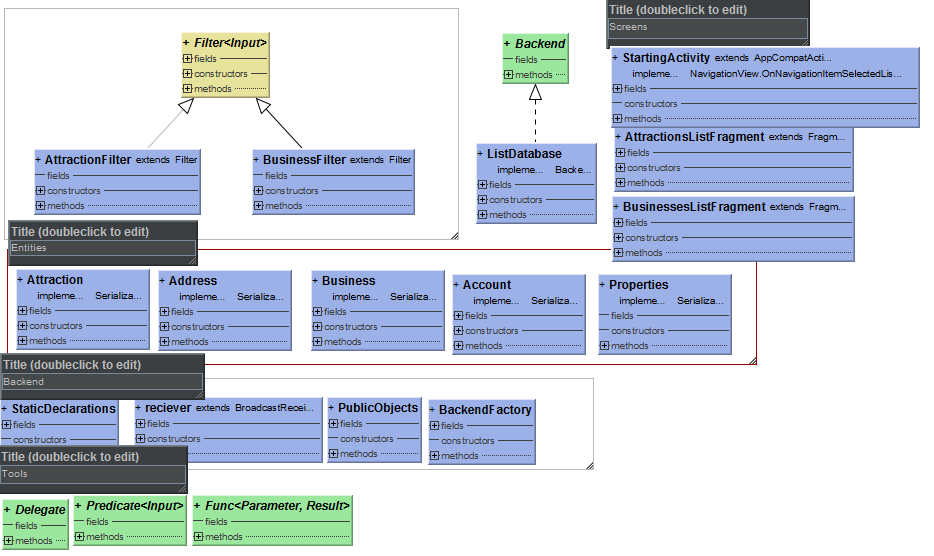 Title (doubleclick to edit)
Screens
+ Filter<Input>
fields
constructors
methods
+ Backend
fields
methods
+ StartingActivity extends AppCompatActi...
impleme... NavigationView.OnNavigationItemSelectedLis...
fields
constructors
methods
+ AttractionFilter extends Filter
fields
constructors
methods
+ BusinessFilter extends Filter
fields
constructors
methods
+ ListDatabase
impleme... Backe...
fields
constructors
methods
+ AttractionsListFragment extends Fragm...
fields
constructors
methods
+ BusinessesListFragment extends Fragm...
fields
constructors
methods
Title (doubleclick to edit)
Entities
+ Attraction
impleme... Serializa...
fields
constructors
methods
+ Address
impleme... Serializa...
fields
constructors
methods
+ Business
impleme... Serializa...
fields
constructors
methods
+ Account
impleme... Serializa...
fields
constructors
methods
+ Properties
impleme... Serializa...
fields
constructors
methods
Title (doubleclick to edit)
Backend
+ StaticDeclarations
fields
constructors
+ reciever extends BroadcastRecei...
fields
constructors
methods
+ PublicObjects
fields
constructors
methods
+ BackendFactory
fields
constructors
methods
Title (doubleclick to edit)
Tools
+ Delegate
fields
methods
+ Predicate<Input>
fields
methods
+ Func<Parameter, Result>
fields
methods